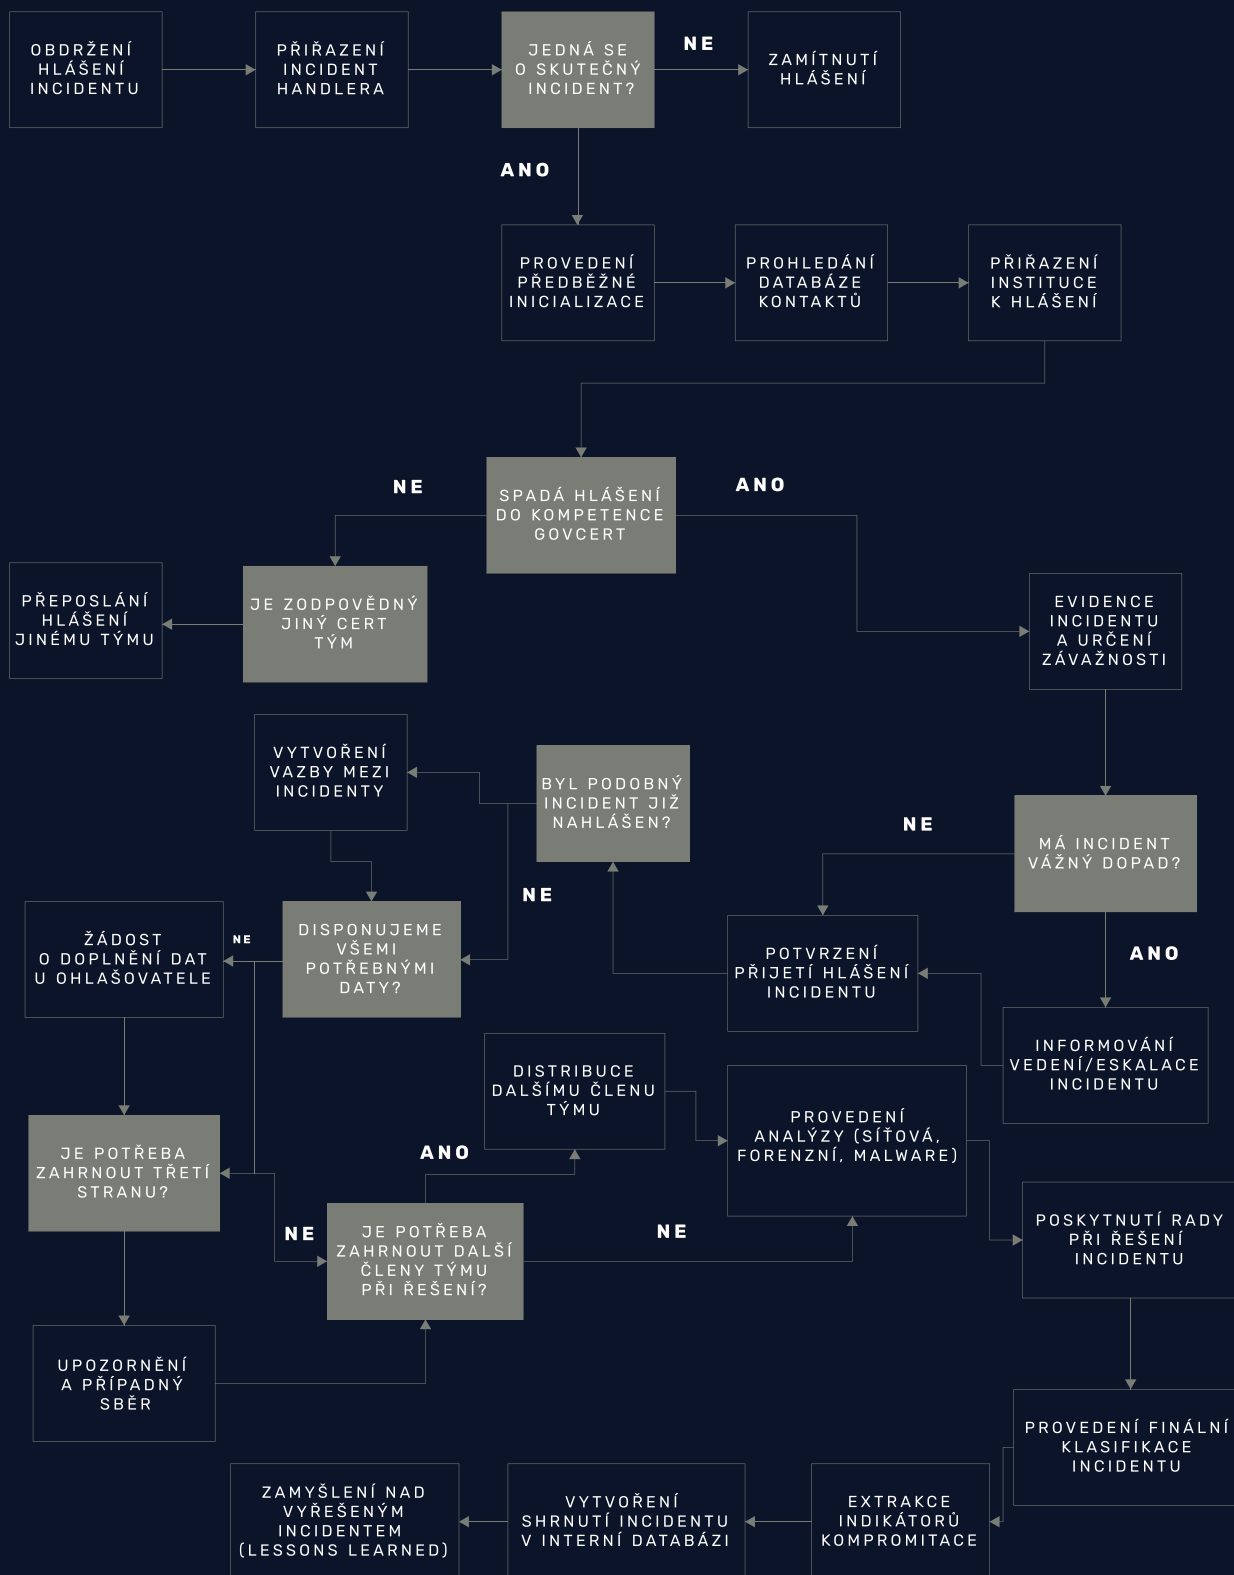 OBDRŽENÍ
HLÁŠENÍ
INCIDENTU
PŘIŘAZENÍ
INCIDENT
HANDLERA
JEDNÁ SE
O SKUTEČNÝ
INCIDENT?
NE
ZAMÍTNUTÍ
HLÁŠENÍ
ANO
PROVEDENÍ
PŘEDBĚŽNÉ
INICIALIZACE
PROHLEDÁNÍ
DATABÁZE
KONTAKTŮ
PŘIŘAZENÍ
INSTITUCE
K HLÁŠENÍ
NE
SPADÁ HLÁŠENÍ
DO KOMPETENCE
GOVCERT
ANO
PŘEPOSLÁNÍ
HLÁŠENÍ
JINÉMU TÝMU
JE ZODPOVĚDNÝ
JINÝ CERT
TÝM
EVIDENCE
INCIDENTU
A URČENÍ
ZÁVAŽNOSTI
VYTVOŘENÍ
VAZBY MEZI
INCIDENTY
BYL PODOBNÝ
INCIDENT JIŽ
NAHLÁŠEN?
NE
MÁ INCIDENT
VÁŽNÝ DOPAD?
NE
ŽÁDOST
O DOPLNĚNÍ DAT
U OHLAŠOVATELE
NE
DISPONUJEME
VŠEMI
POTŘEBNÝMI
DATY?
POTVRZENÍ
PŘIJETÍ HLÁŠENÍ
INCIDENTU
ANO
INFORMOVÁNÍ
VEDENÍ/ESKALACE
INCIDENTU
DISTRIBUCE
DALŠÍMU ČLENU
TÝMU
PROVEDENÍ
ANALÝZY (SÍŤOVÁ,
FORENZNÍ, MALWARE)
JE POTŘEBA
ZAHRNOUT TŘETÍ
STRANU?
ANO
NE
JE POTŘEBA
ZAHRNOUT DALŠÍ
ČLENY TÝMU
PŘI ŘEŠENÍ?
NE
POSKYTNUTÍ RADY
PŘI ŘEŠENÍ
INCIDENTU
UPOZORNĚNÍ
A PŘÍPADNÝ
SBĚR
PROVEDENÍ FINÁLNÍ
KLASIFIKACE
INCIDENTU
ZAMYŠLENÍ NAD
VYŘEŠENÝM
INCIDENTEM
(LESSONS LEARNED)
VYTVOŘENÍ
SHRNUTÍ INCIDENTU
V INTERNÍ DATABÁZI
EXTRAKCE
INDIKÁTORŮ
KOMPROMITACE